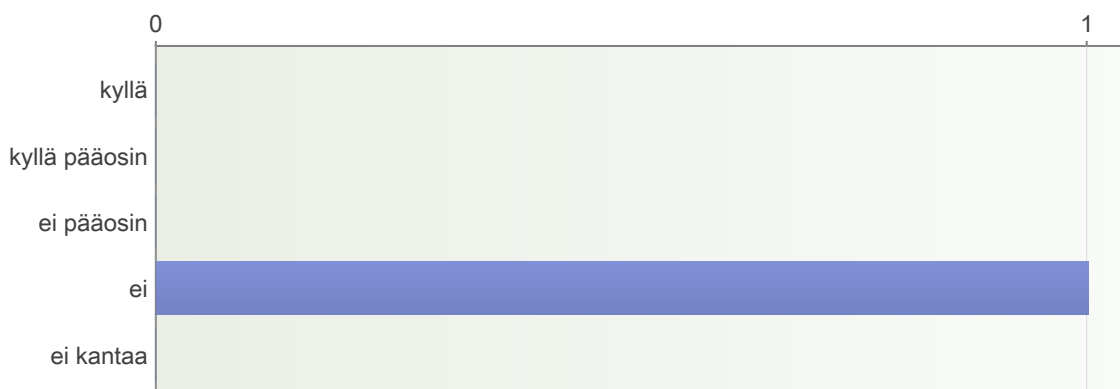 0 1
kyllä
kyllä pääosin
ei pääosin
ei
ei kantaa